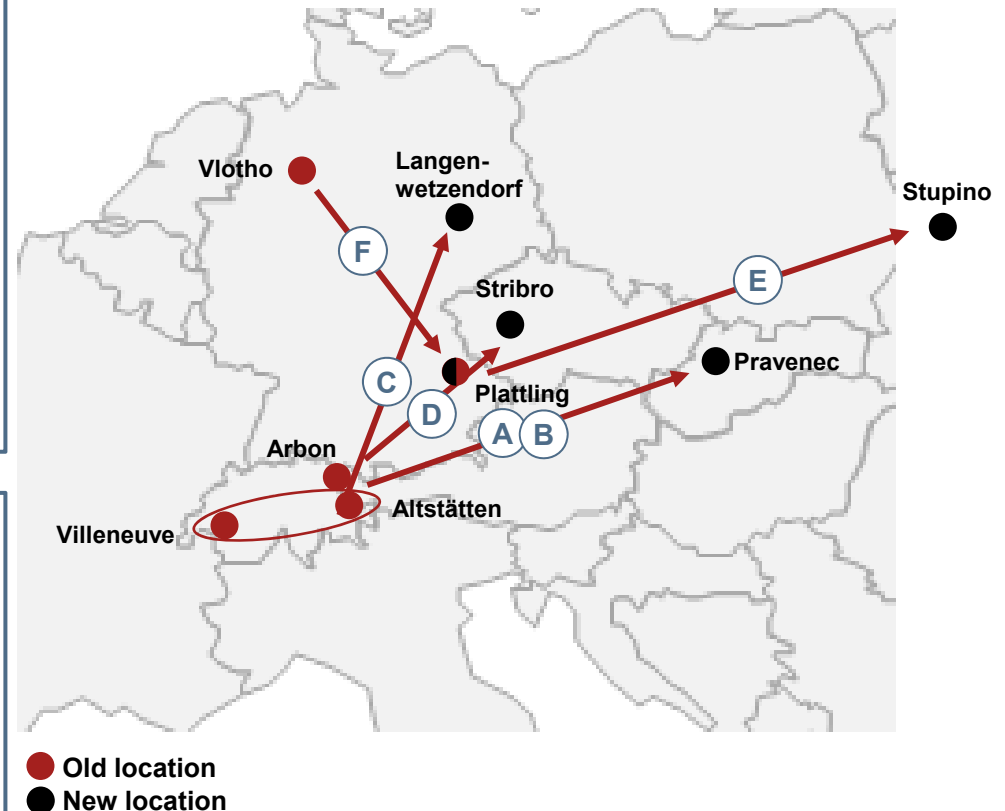 Vlotho
Langen-
wetzendorf
Stupino
F
E
Stribro
Pravenec
C
Plattling
D
A
B
Arbon
Altstätten
Villeneuve
Old location
New location